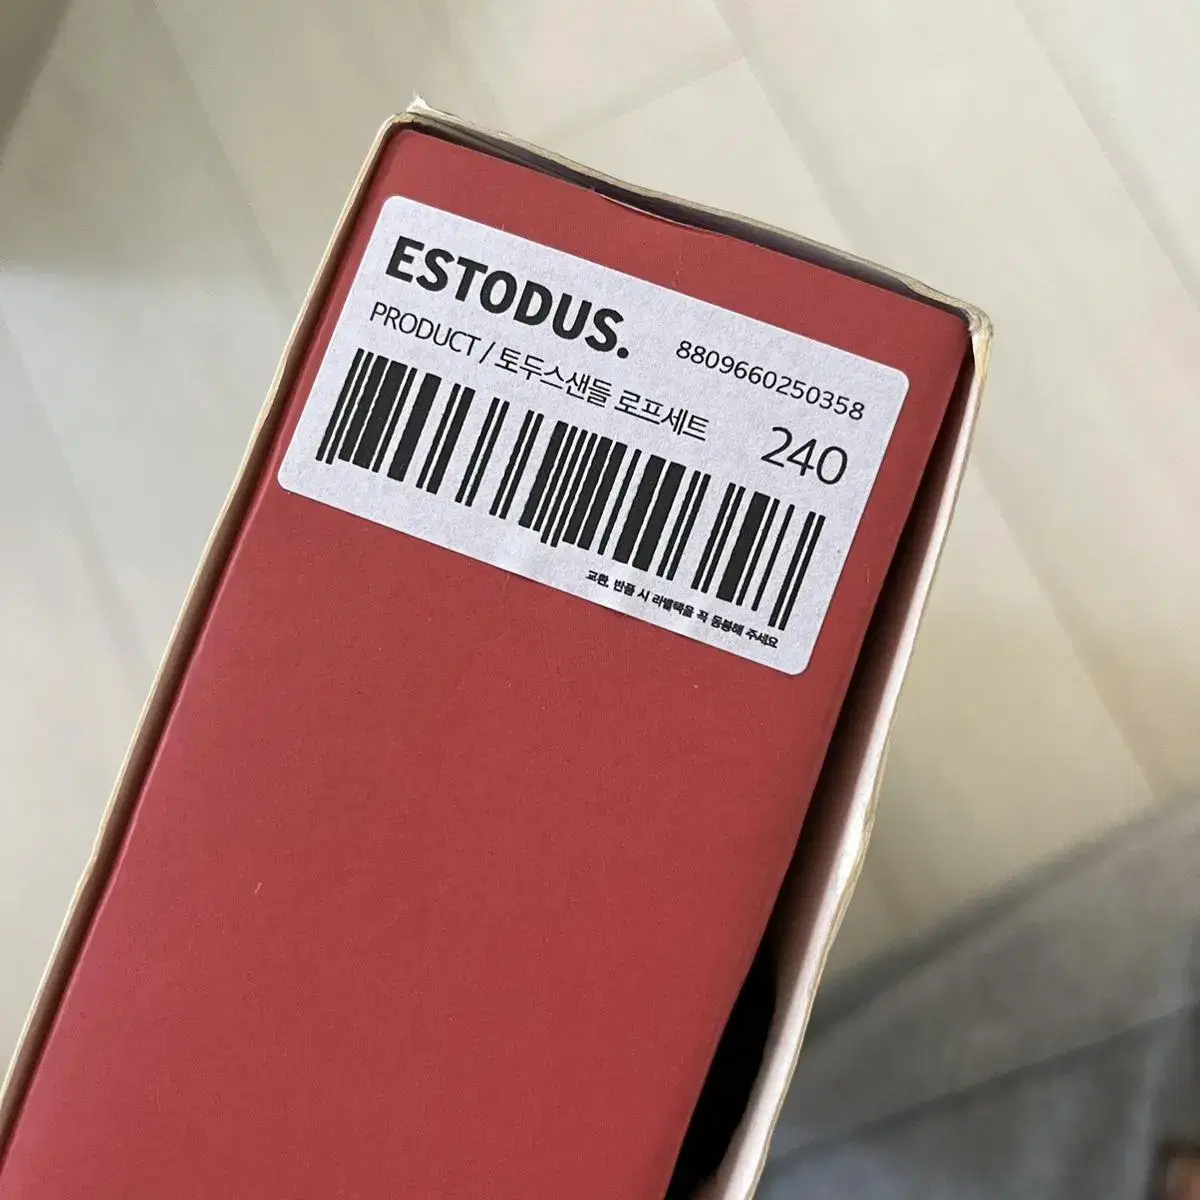 ESTODUS.
8809660250358
PRODUCT / 토두스샌들 로프세트
240
교환, 반품 시 라벨택을 꼭 동봉해 주세요